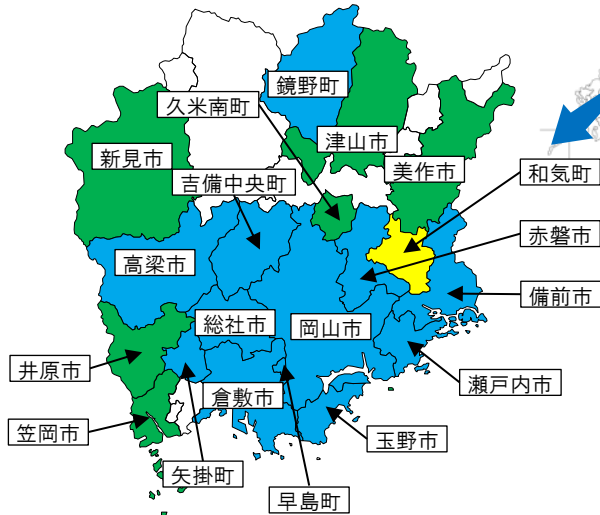 鏡野町
久米南町
津山市
新見市
美作市
和気町
吉備中央町
赤磐市
高梁市
備前市
総社市
岡山市
井原市
瀬戸内市
倉敷市
笠岡市
玉野市
矢掛町
早島町